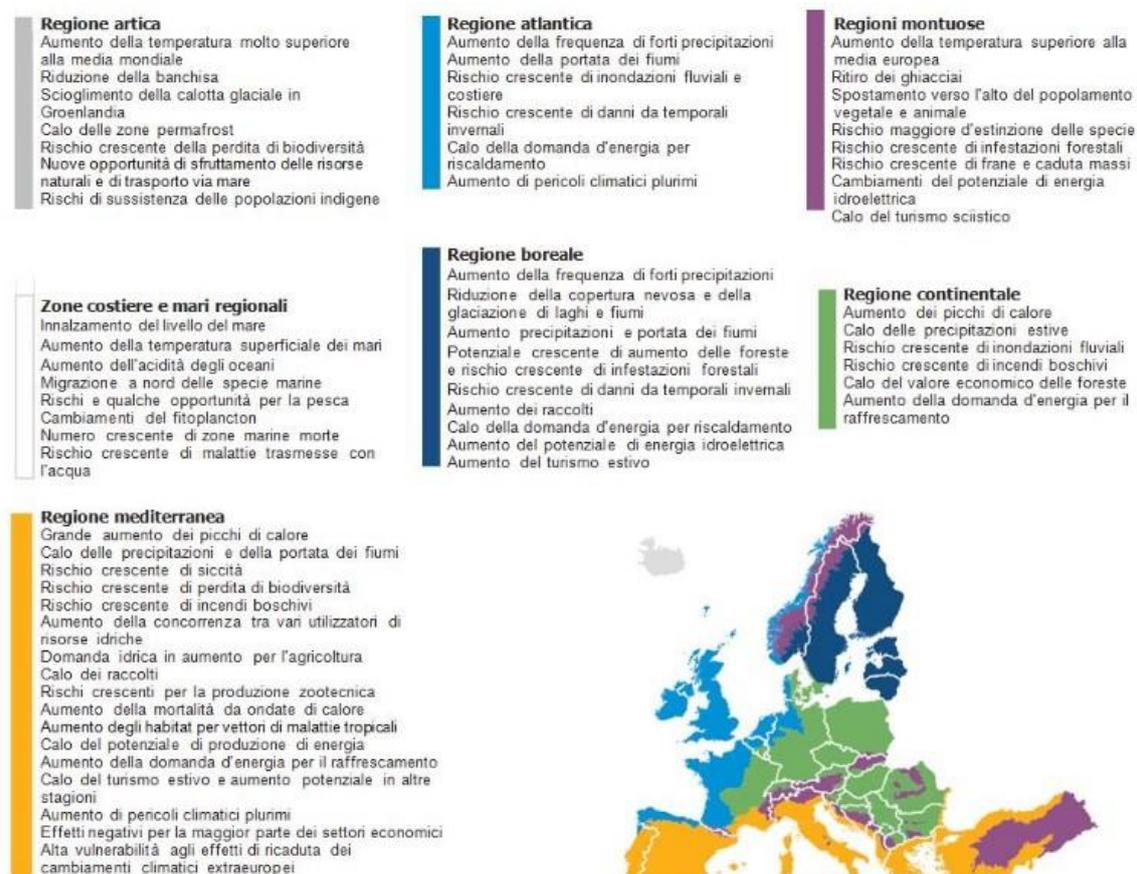 Regione artica
Aumento della temperatura molto superiore
alla media mondiale
Riduzione della banchisa
Scioglimento della calotta glaciale in
Groenlandia
Calo delle zone permafrost
Rischio crescente della perdita di biodiversità
Nuove opportunità di sfruttamento delle risorse
naturali e di trasporto via mare
Rischi di sussistenza delle popolazioni indigene
Regione atlantica
Aumento della frequenza di forti precipitazioni
Aumento della portata dei fiumi
Rischio crescente di inondazioni fluviali e
costiere
Rischio crescente di danni da temporali
invernali
Calo della domanda d'energia per
riscaldamento
Aumento di pericoli climatici plurimi
Regioni montuose
Aumento della temperatura superiore alla
media europea
Ritiro dei ghiacciai
Spostamento verso l'alto del popolamento
vegetale e animale
Rischio maggiore d'estinzione delle specie
Rischio crescente di infestazioni forestali
Rischio crescente di frane e caduta massi
Cambiamenti del potenziale di energia
idroelettrica
Calo del turismo sciistico
Zone costiere e mari regionali
Innalzamento del livello del mare
Aumento della temperatura superficiale dei mari
Aumento dell'acidità degli oceani
Migrazione a nord delle specie marine
Rischi e qualche opportunità per la pesca
Cambiamenti del fitoplancton
Numero crescente di zone marine morte
Rischio crescente di malattie trasmesse con
l'acqua
Regione boreale
Aumento della frequenza di forti precipitazioni
Riduzione della copertura nevosa e della
glaciazione di laghi e fiumi
Aumento precipitazioni e portata dei fiumi
Potenziale crescente di aumento delle foreste
e rischio crescente di infestazioni forestali
Rischio crescente di danni da temporali invernali
Aumento dei raccolti
Calo della domanda d'energia per riscaldamento
Aumento del potenziale di energia idroelettrica
Aumento del turismo estivo
Regione continentale
Aumento dei picchi di calore
Calo delle precipitazioni estive
Rischio crescente di inondazioni fluviali
Rischio crescente di incendi boschivi
Calo del valore economico delle foreste
Aumento della domanda d'energia per il
raffrescamento
Regione mediterranea
Grande aumento dei picchi di calore
Calo delle precipitazioni e della portata dei fiumi
Rischio crescente di siccità
Rischio crescente di perdita di biodiversità
Rischio crescente di incendi boschivi
Aumento della concorrenza tra vari utilizzatori di
risorse idriche
Domanda idrica in aumento per l'agricoltura
Calo dei raccolti
Rischi crescenti per la produzione zootecnica
Aumento della mortalità da ondate di calore
Aumento degli habitat per vettori di malattie tropicali
Calo del potenziale di produzione di energia
Aumento della domanda d'energia per il raffrescamento
Calo del turismo estivo e aumento potenziale in altre
stagioni
Aumento di pericoli climatici plurimi
Effetti negativi per la maggior parte dei settori economici
Alta vulnerabilità agli effetti di ricaduta dei
cambiamenti climatici extraeuropei